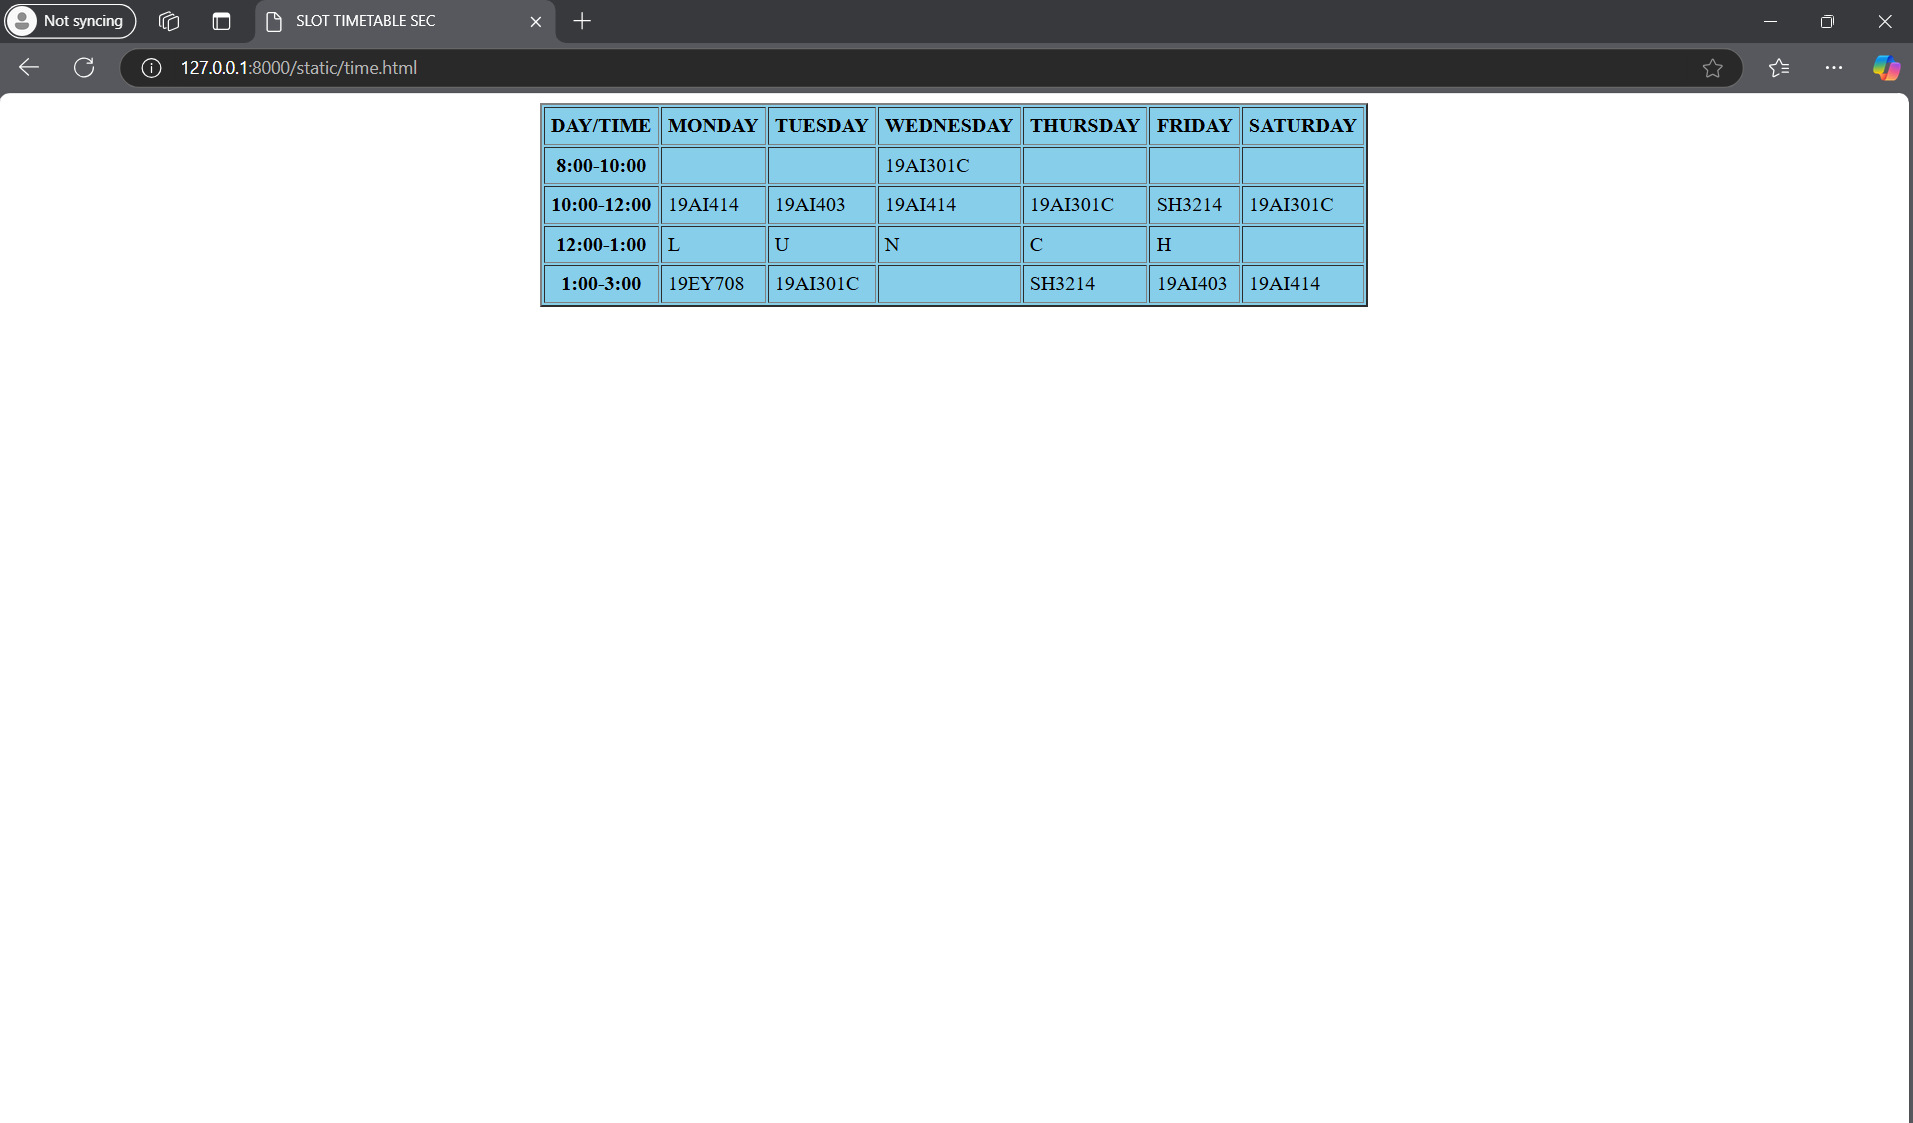 Not syncing
SLOT TIMETABLE SEC
127.0.0.1:8000/static/time.html
DAY/TIME MONDAY TUESDAY WEDNESDAY THURSDAY FRIDAY SATURDAY
8:00-10:00 19AI301C
10:00-12:00 19AI414 19AI403 19AI414 19AI301C SH3214 19AI301C
12:00-1:00 L U N C H
1:00-3:00 19EY708 19AI301C SH3214 19AI403 19AI414